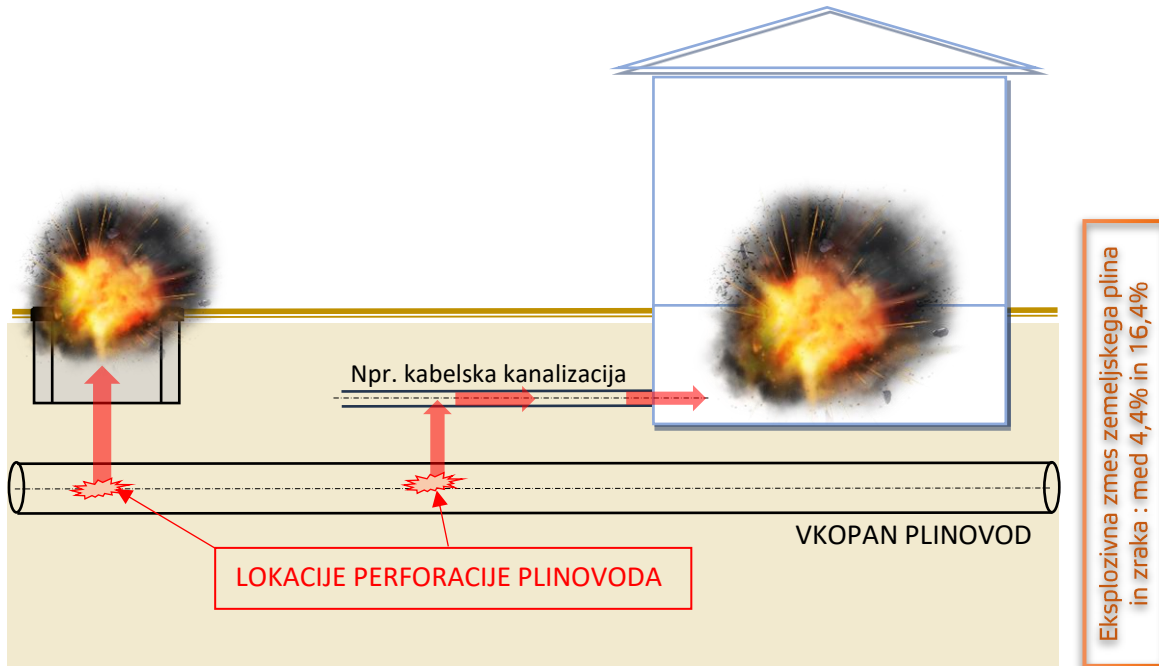 Npr. kabelska kanalizacija
VKOPAN PLINOVOD
LOKACIJE PERFORACIJE PLINOVODA
Eksplozivna zmes zemeljskega plina
in zraka : med 4,4% in 16,4%